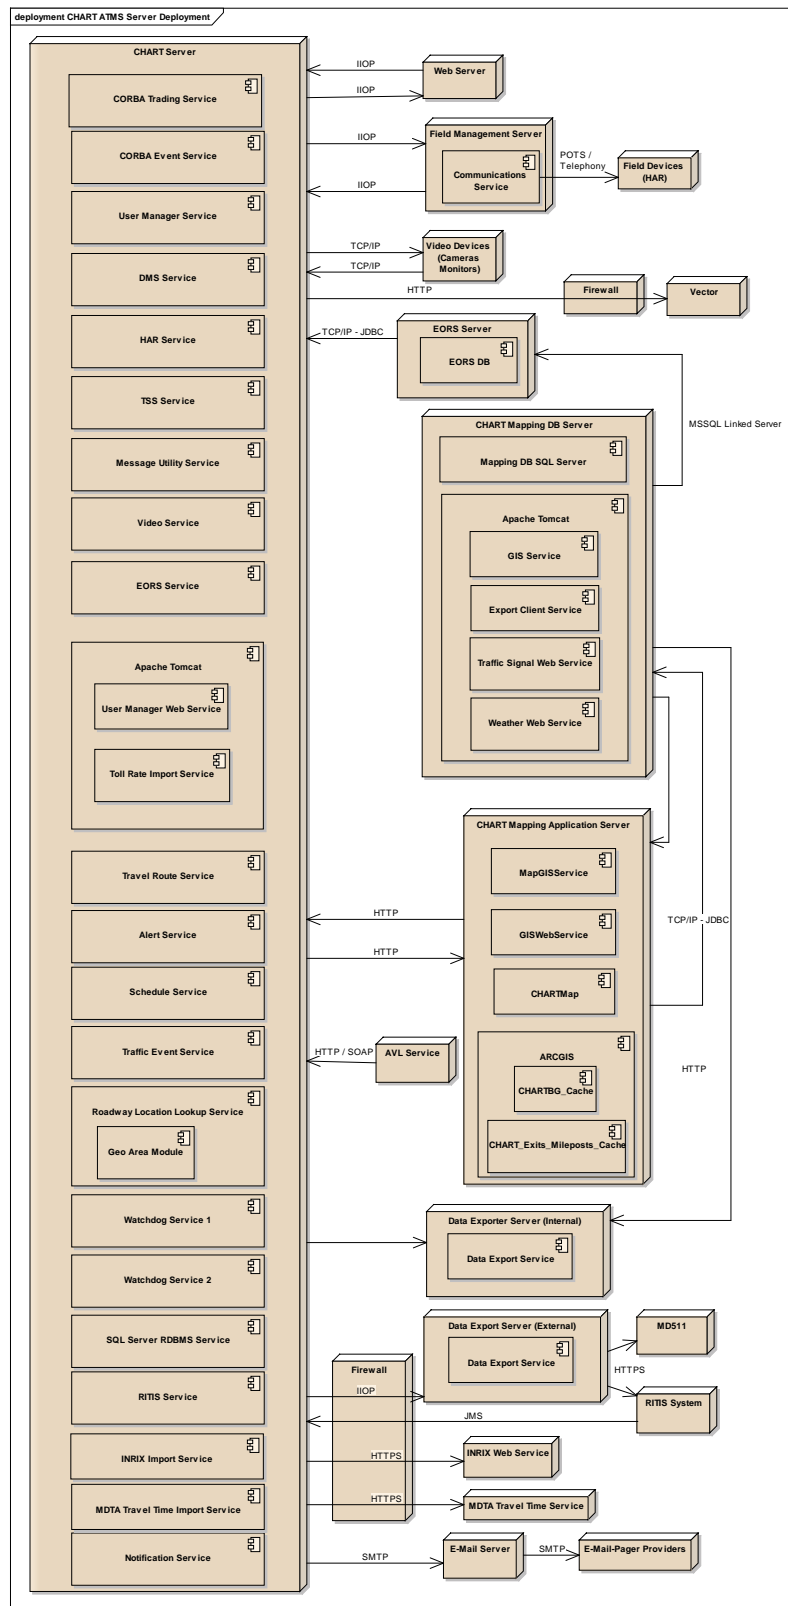 deployment CHART ATMS Server Deployment
CHART Server
CORBA Trading Service
CORBA Event Service
User Manager Service
DMS Service
HAR Service
TSS Service
Message Utility Service
Video Service
EORS Service
Apache Tomcat
User Manager Web Service
Toll Rate Import Service
Travel Route Service
Alert Service
Schedule Service
Traffic Event Service
Roadway Location Lookup Service
Geo Area Module
Watchdog Service 1
Watchdog Service 2
SQL Server RDBMS Service
RITIS Service
INRIX Import Service
MDTA Travel Time Import Service
Notification Service
IIOP
IIOP
Web Server
IIOP
IIOP
Field Management Server
Communications
Service
POTS /
Telephony
Field Devices
(HAR)
TCP/IP
TCP/IP
Video Devices
(Cameras
Monitors)
HTTP
Firewall
Vector
TCP/IP - JDBC
EORS Server
EORS DB
MSSQL Linked Server
CHART Mapping DB Server
Mapping DB SQL Server
Apache Tomcat
GIS Service
Export Client Service
Traffic Signal Web Service
Weather Web Service
CHART Mapping Application Server
MapGISService
GISWebService
CHARTMap
ARCGIS
CHARTBG_Cache
CHART_Exits_Mileposts_Cache
HTTP
HTTP
TCP/IP - JDBC
HTTP / SOAP
AVL Service
HTTP
Data Exporter Server (Internal)
Data Export Service
Data Export Server (External)
Data Export Service
MD511
HTTPS
RITIS System
Firewall
IIOP
JMS
HTTPS
INRIX Web Service
HTTPS
MDTA Travel Time Service
SMTP
E-Mail Server
SMTP
E-Mail-Pager Providers